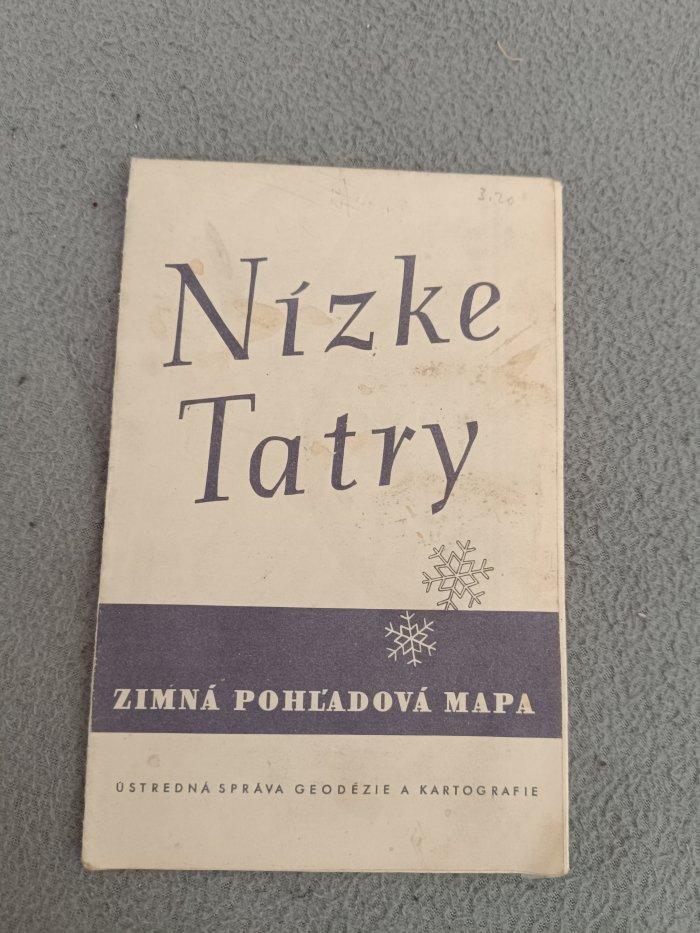 3.20
Nízke
Tatry
ZIMNÁ POHĽADOVÁ MAPA
ÚSTREDNÁ SPRÁVA GEODÉZIE A KARTOGRAFIE